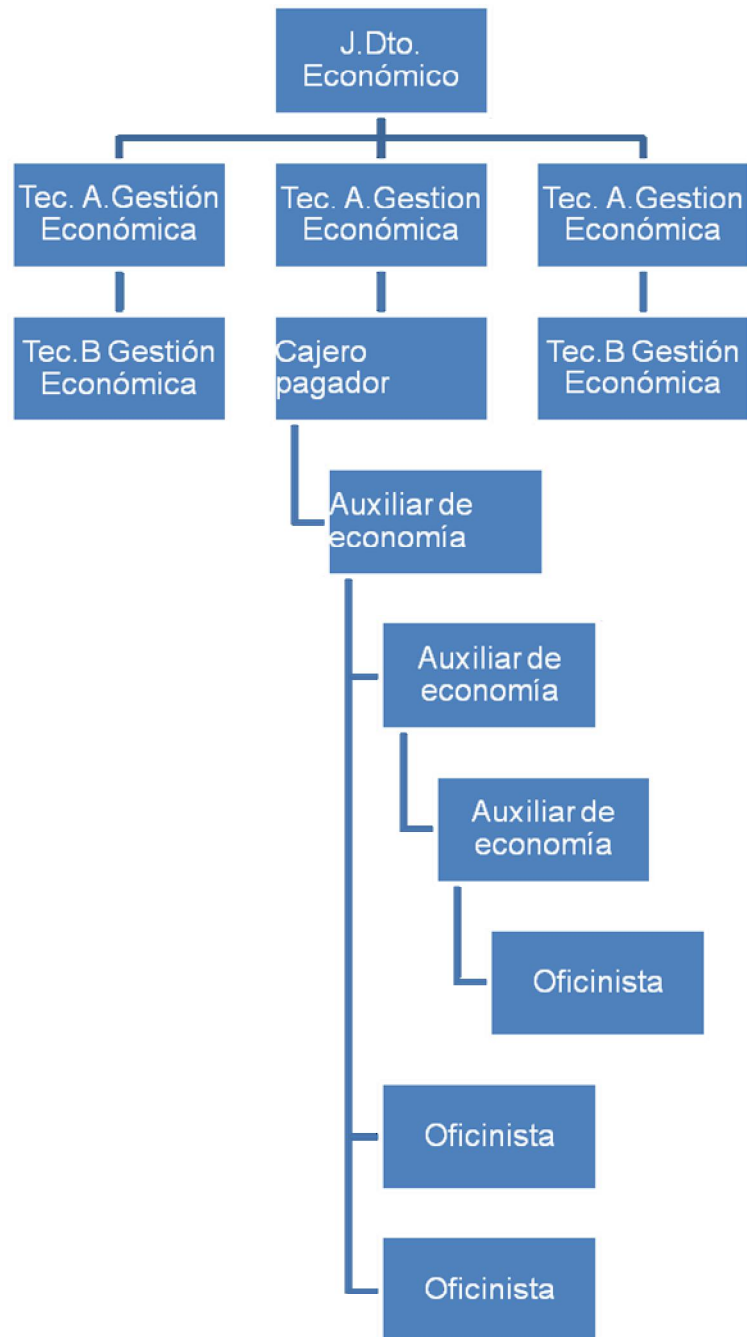 J.Dto.
Económico
Tec. A.Gestión
Económica
Tec. A.Gestion
Económica
Tec. A.Gestion
Económica
Tec.B Gestión
Económica
Cajero
pagador
Tec.B Gestión
Económica
Auxiliar de
economía
Auxiliar de
economía
Auxiliar de
economía
Oficinista
Oficinista
Oficinista